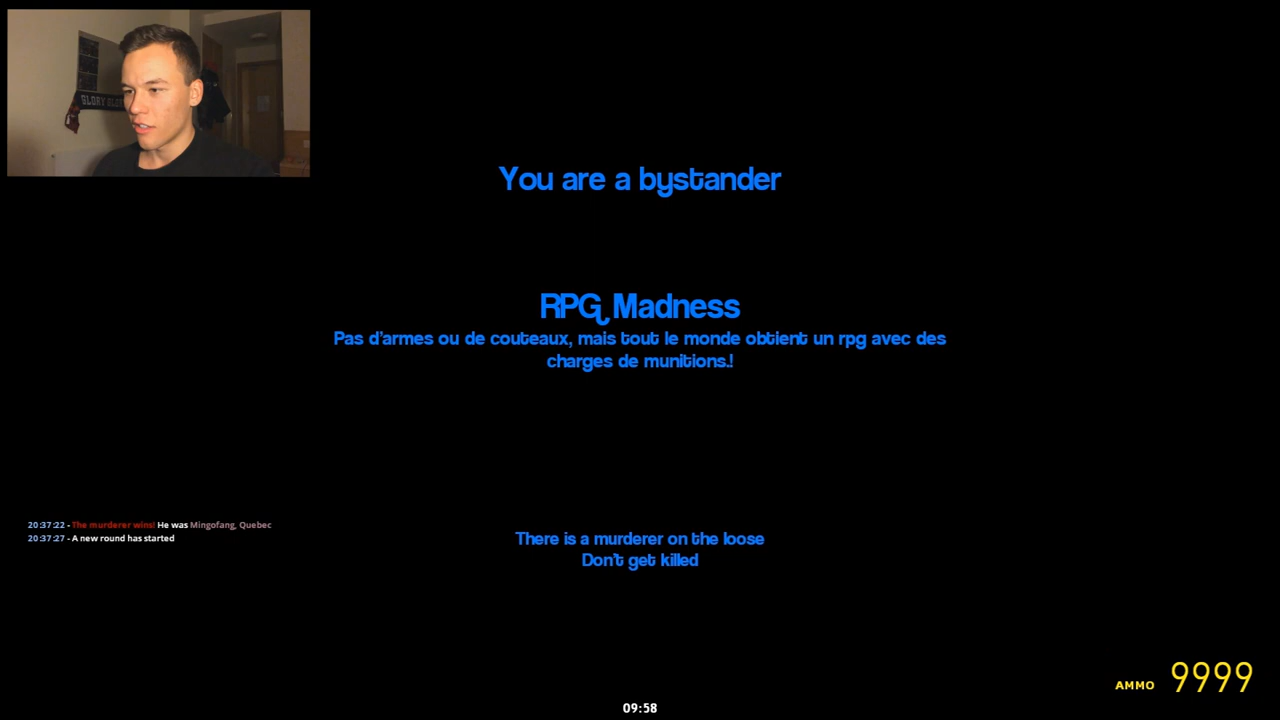 GLORY GLO
You are a bystander
RPG Madness
Pas d'armes ou de couteaux, mais tout le monde obtient un rpg avec des
charges de munitions.!
20:37:22 - The murderer wins! He was Mingofang, Quebec
20:37:27 - A new round has started
There is a murderer on the loose
Don't get killed
AMMO 9999
09:58